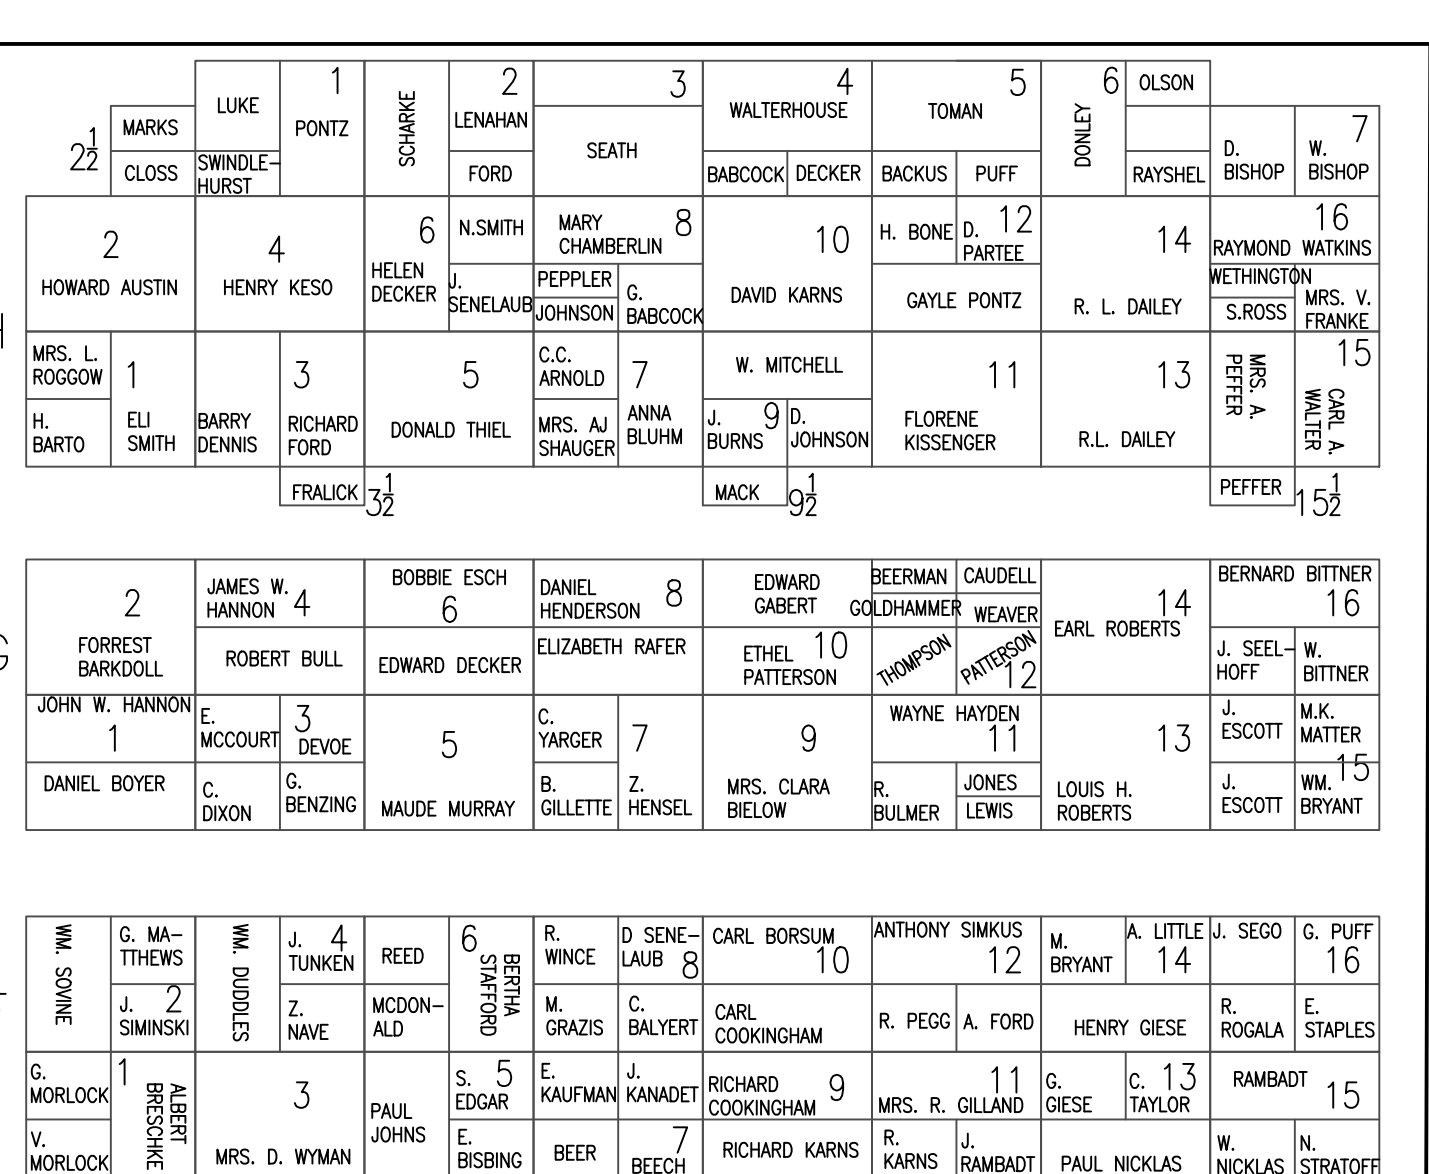 LUKE
1
PONTZ
SCHARKE
2
LENAHAN
3
4
WALTERHOUSE
5
TOMAN
6
DONLEY
OLSON
2 1/2
MARKS
SEATH
D.
BISHOP
W. 7
BISHOP
CLOSS
SWINDLE-
HURST
FORD
BABCOCK
DECKER
BACKUS
PUFF
RAYSHEL
2
HOWARD AUSTIN
4
HENRY KESO
6
HELEN
DECKER
N.SMITH
J.
SENELAUB
MARY 8
CHAMBERLIN
PEPPLER
JOHNSON
G.
BABCOCK
10
DAVID KARNS
H. BONE
D. 12
PARTEE
GAYLE PONTZ
14
R. L. DAILEY
16
RAYMOND WATKINS
WETHINGTON
S.ROSS
MRS. V.
FRANKE
MRS. L.
ROGGOW
H.
BARTO
1
ELI
SMITH
BARRY
DENNIS
3
RICHARD
FORD
5
DONALD THIEL
C.C.
ARNOLD
MRS. AJ
SHAUGER
7
ANNA
BLUHM
W. MITCHELL
J. 9
BURNS
D.
JOHNSON
11
FLORENE
KISSENGER
13
R.L. DAILEY
MRS. A.
PEFFER
15
CARL A.
WALTER
FRALICK
3 1/2
MACK
9 1/2
PEFFER
15 1/2
2
FORREST
BARKDOLL
JAMES W.
HANNON 4
ROBERT BULL
BOBBIE ESCH
6
EDWARD DECKER
DANIEL 8
HENDERSON
ELIZABETH RAFER
EDWARD
GABERT
ETHEL 10
PATTERSON
BEERMAN
CAUDELL
GOLDHAMMER
WEAVER
THOMPSON
PATTERSON
12
14
EARL ROBERTS
BERNARD BITTNER
16
J. SEEL-
HOFF
W.
BITTNER
JOHN W. HANNON
1
DANIEL BOYER
E.
MCCOURT
3
DEVOE
C.
DIXON
G.
BENZING
5
MAUDE MURRAY
C.
YARGER
7
B.
GILLETTE
Z.
HENSEL
9
MRS. CLARA
BIELOW
WAYNE HAYDEN
11
R.
BULMER
JONES
LEWIS
13
LOUIS H.
ROBERTS
J.
ESCOTT
M.K.
MATTER
J.
ESCOTT
15
WM.
BRYANT
WM. SOVINE
G. MA-
TTHEWS
J. 2
SIMINSKI
WM. DUDDLES
J. 4
TUNKEN
Z.
NAVE
REED
MCDON-
ALD
6
BERTHA
STAFFORD
R.
WINCE
D SENE-
LAUB 8
M.
GRAZIS
C.
BALYERT
CARL BORSUM
10
CARL
COOKINGHAM
ANTHONY SIMKUS
12
R. PEGG
A. FORD
M.
BRYANT
A. LITTLE
14
HENRY GIESE
J. SEGO
G. PUFF
16
R.
ROGALA
E.
STAPLES
G.
MORLOCK
V.
MORLOCK
1
ALBERT
BRESCHKE
3
MRS. D. WYMAN
PAUL
JOHNS
S. 5
EDGAR
E.
BISBING
E.
KAUFMAN
J.
KANADET
BEER
7
BEECH
RICHARD 9
COOKINGHAM
RICHARD KARNS
11
MRS. R. GILLAND
R.
KARNS
J.
RAMBADT
G.
GIESE
C. 13
TAYLOR
PAUL NICKLAS
RAMBADT 15
W.
NICKLAS
N.
STRATOFF